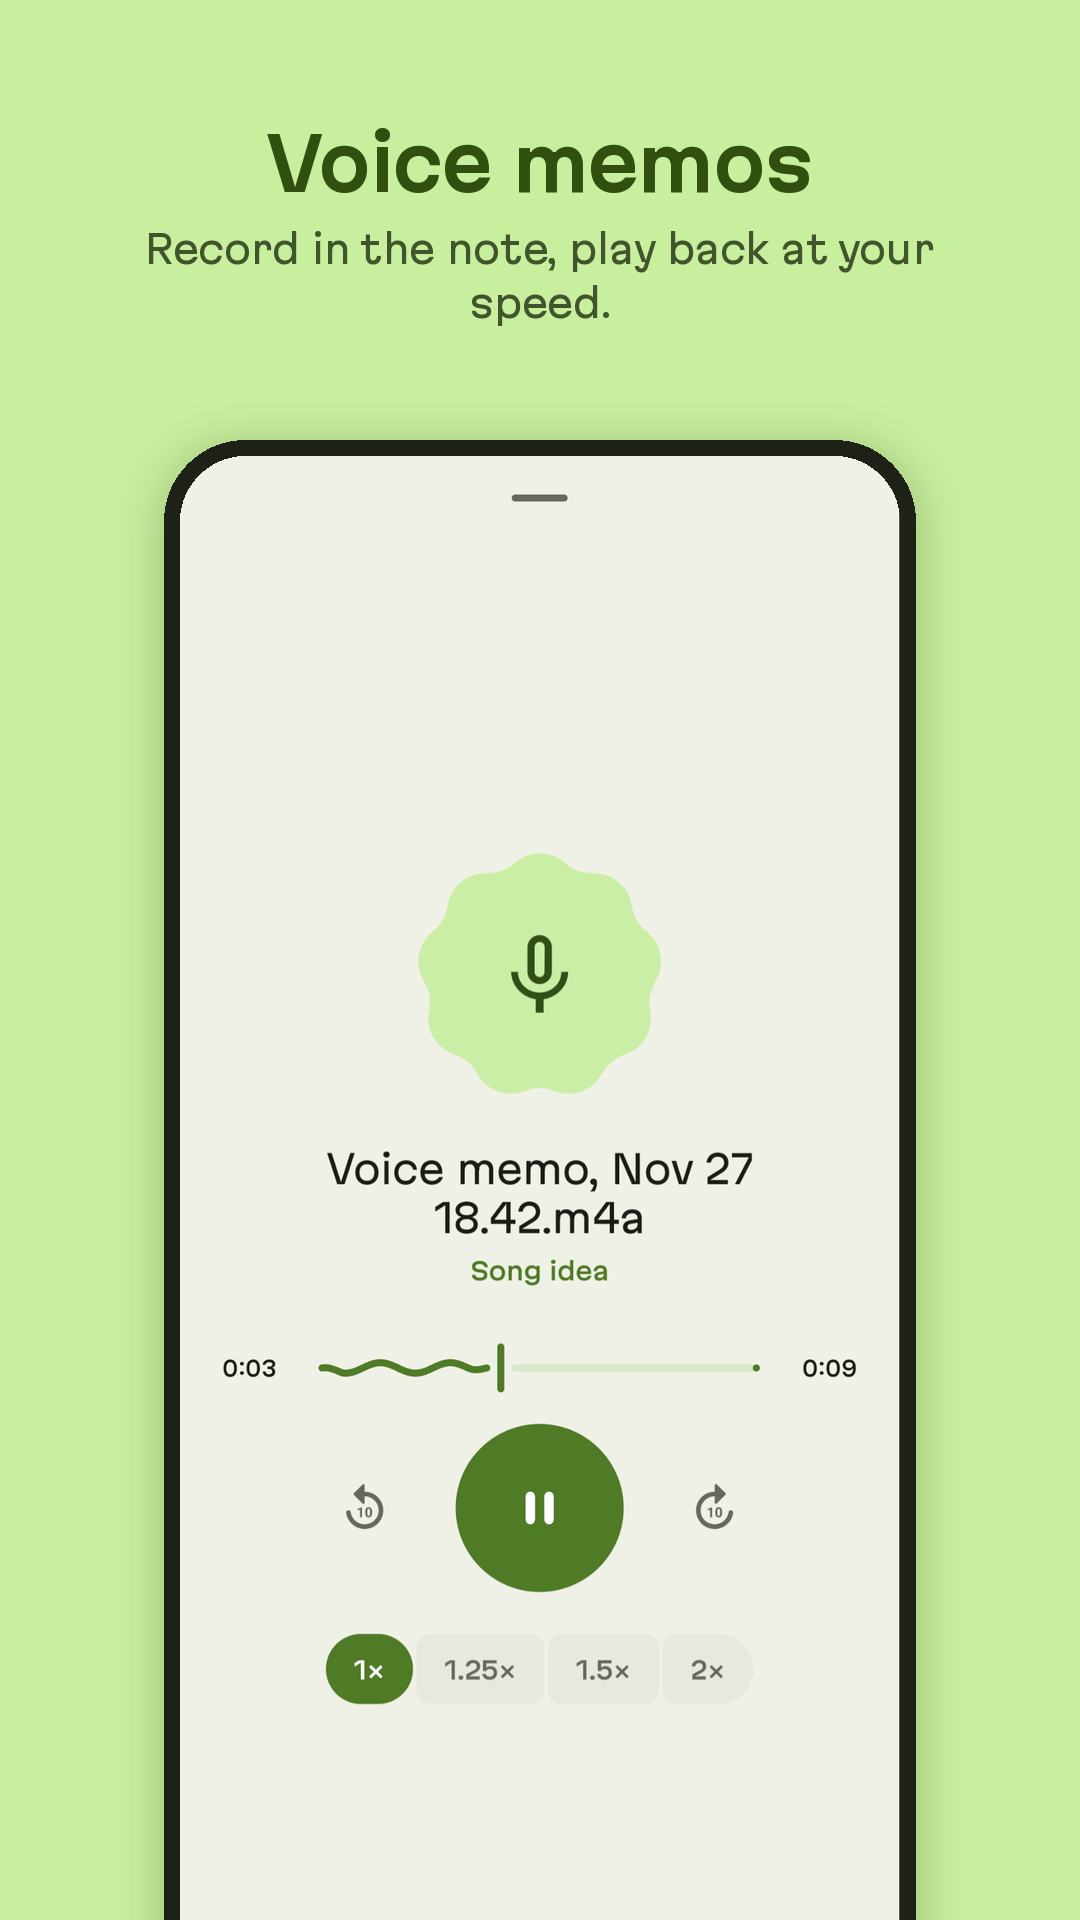 Voice memos
Record in the note, play back at your
speed.
Voice memo, Nov 27
18.42.m4a
Song idea
0:03
0:09
10
10
1×
1.25×
1.5×
2×